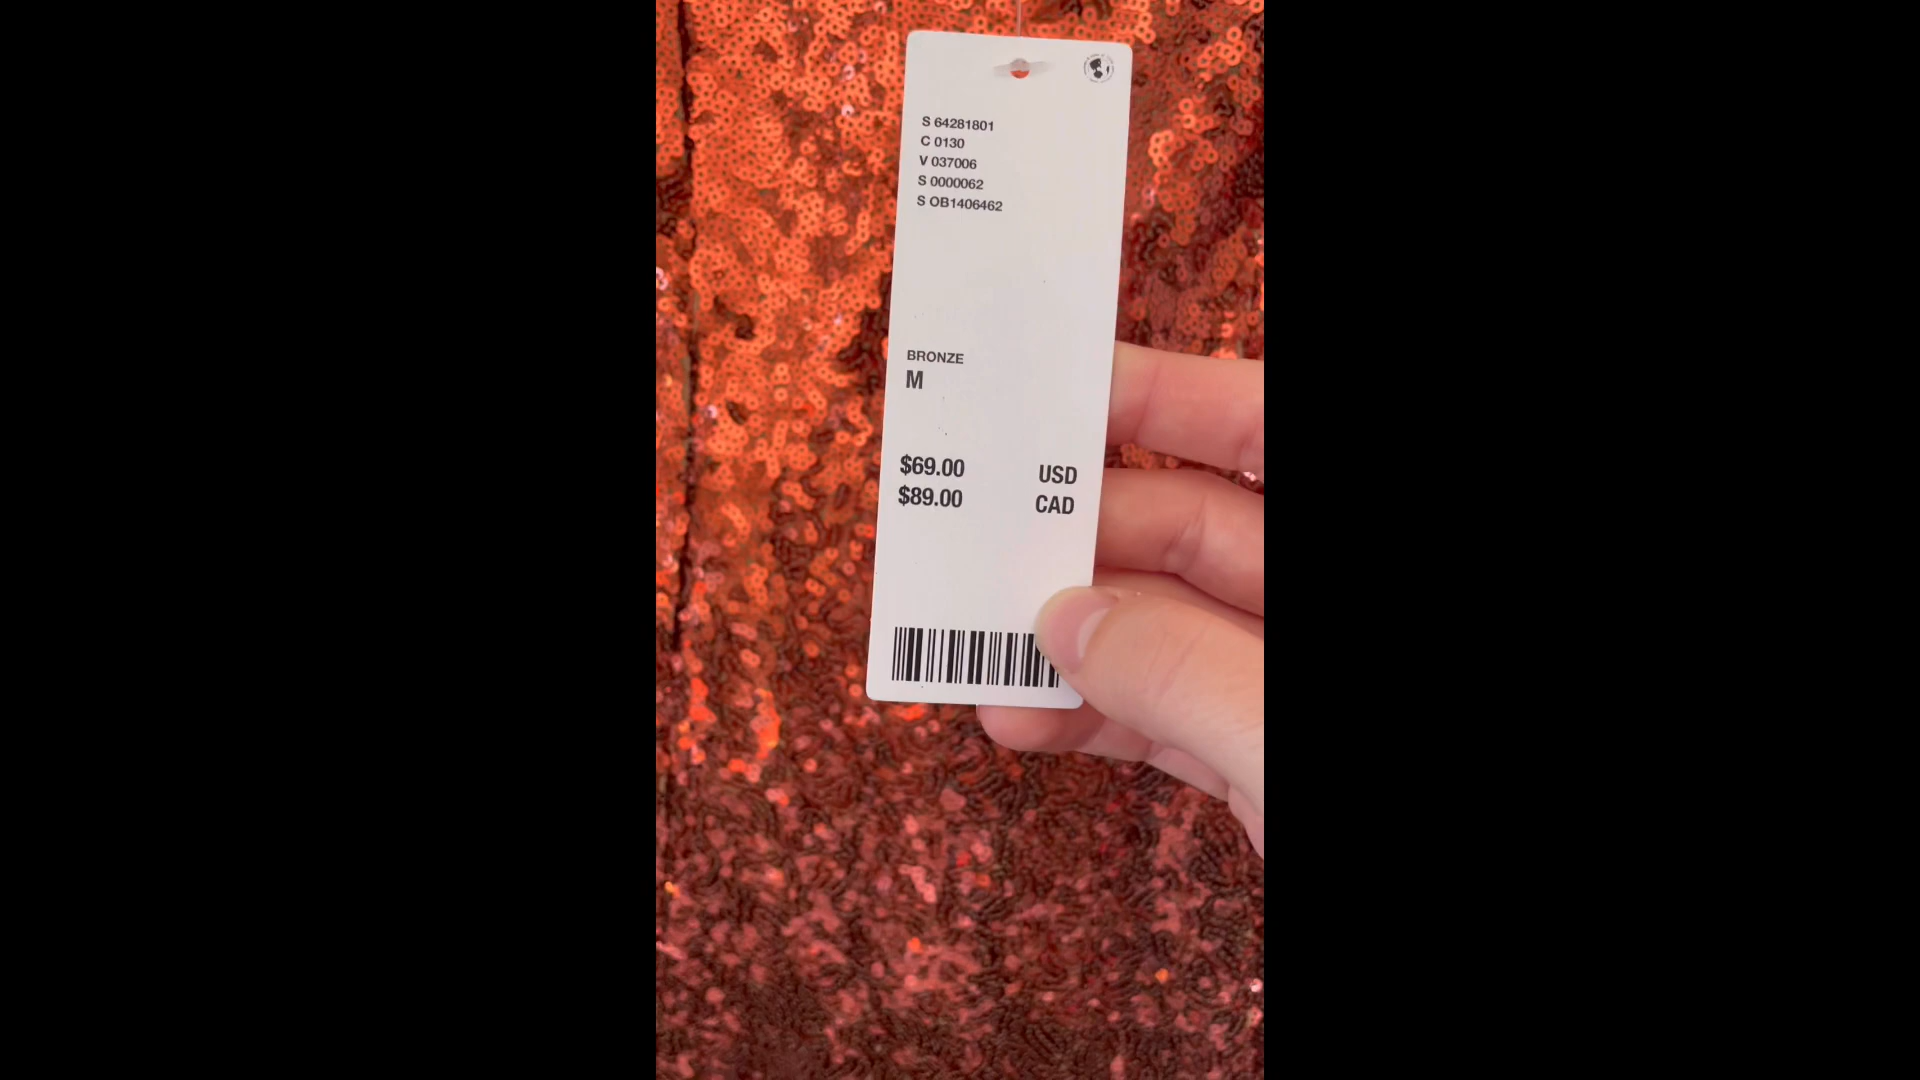 S 64281801
C 0130
V 037006
S 0000062
S OB1406462
BRONZE
M
$69.00 USD
$89.00 CAD